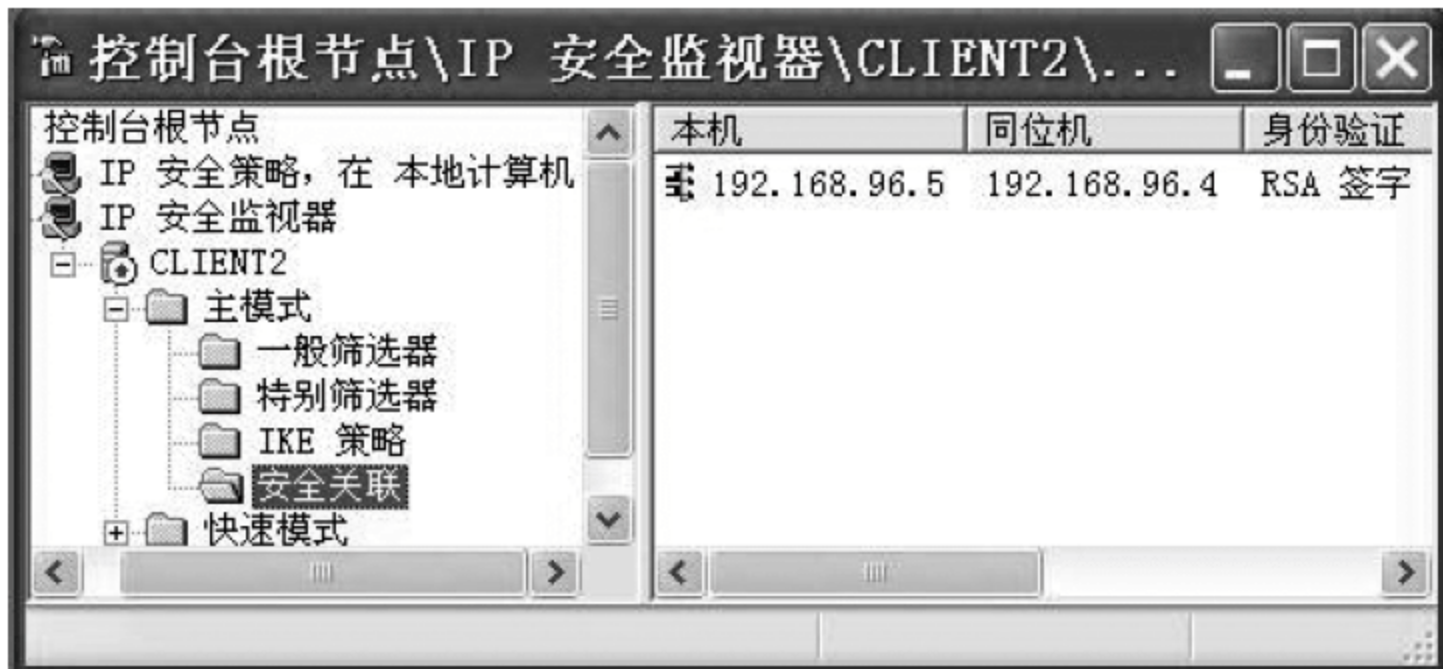 控制台根节点\IP 安全监视器\CLIENT2\...
控制台根节点
IP 安全策略，在 本地计算机
IP 安全监视器
CLIENT2
主模式
一般筛选器
特别筛选器
IKE 策略
安全关联
快速模式
本机 同位机 身份验证
192.168.96.5 192.168.96.4 RSA 签字